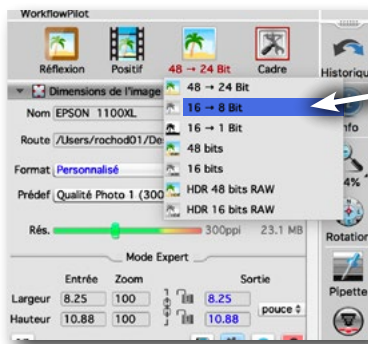 WorkflowPilot
Réflexion Positif 48 → 24 Bit Cadre
Historiqu
Dimensions de l'image
48 → 24 Bit
16 → 8 Bit
16 → 1 Bit
48 bits
16 bits
HDR 48 bits RAW
HDR 16 bits RAW
Nom EPSON 1100XL
nfo
Route /Users/rochod01/De
Format Personnalisé
4%
Prédef Qualité Photo 1 (300
Rotation
Rés. 300ppi 23.1 MB
Mode Expert
Entrée Zoom Sortie
Pipette
Largeur 8.25 100 8.25
pouce
Hauteur 10.88 100 10.88